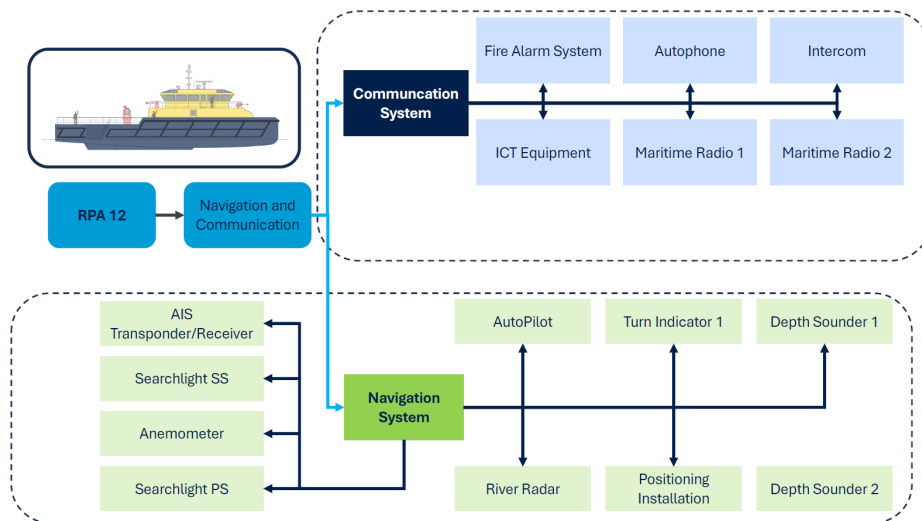 Fire Alarm System
Autophone
Intercom
Communcation
System
ICT Equipment
Maritime Radio 1
Maritime Radio 2
RPA 12
Navigation and
Communication
AIS
Transponder/Receiver
AutoPilot
Turn Indicator 1
Depth Sounder 1
Searchlight SS
Navigation
System
Anemometer
Searchlight PS
River Radar
Positioning
Installation
Depth Sounder 2